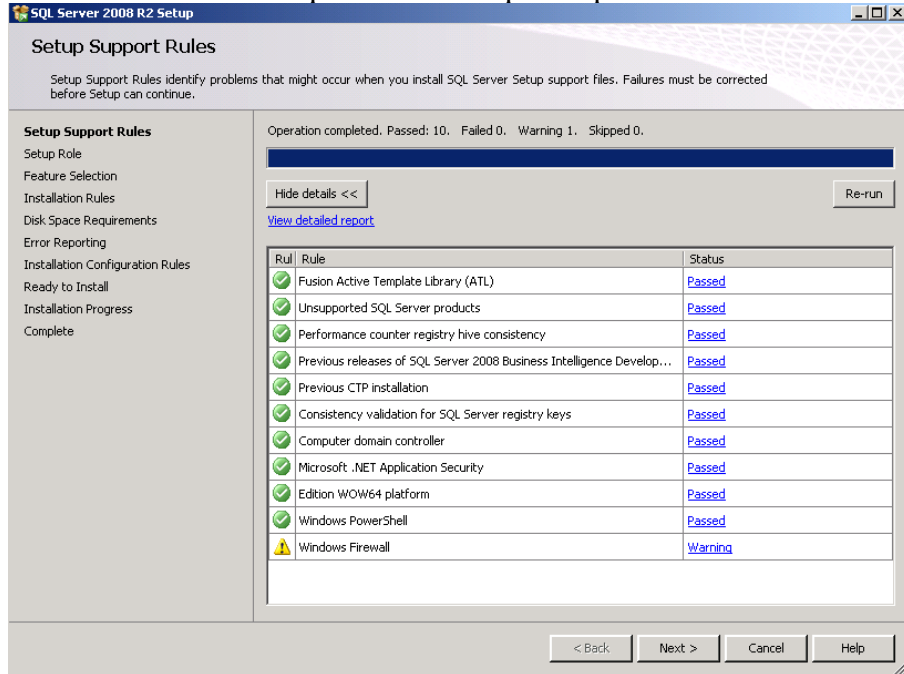 SQL Server 2008 R2 Setup
Setup Support Rules
Setup Support Rules identify problems that might occur when you install SQL Server Setup support files. Failures must be corrected
before Setup can continue.
Setup Support Rules
Setup Role
Feature Selection
Installation Rules
Disk Space Requirements
Error Reporting
Installation Configuration Rules
Ready to Install
Installation Progress
Complete
Operation completed. Passed: 10. Failed 0. Warning 1. Skipped 0.
Hide details <<
Re-run
View detailed report
Rul Rule Status
Fusion Active Template Library (ATL) Passed
Unsupported SQL Server products Passed
Performance counter registry hive consistency Passed
Previous releases of SQL Server 2008 Business Intelligence Develop... Passed
Previous CTP installation Passed
Consistency validation for SQL Server registry keys Passed
Computer domain controller Passed
Microsoft .NET Application Security Passed
Edition WOW64 platform Passed
Windows PowerShell Passed
Windows Firewall Warning
< Back Next > Cancel Help